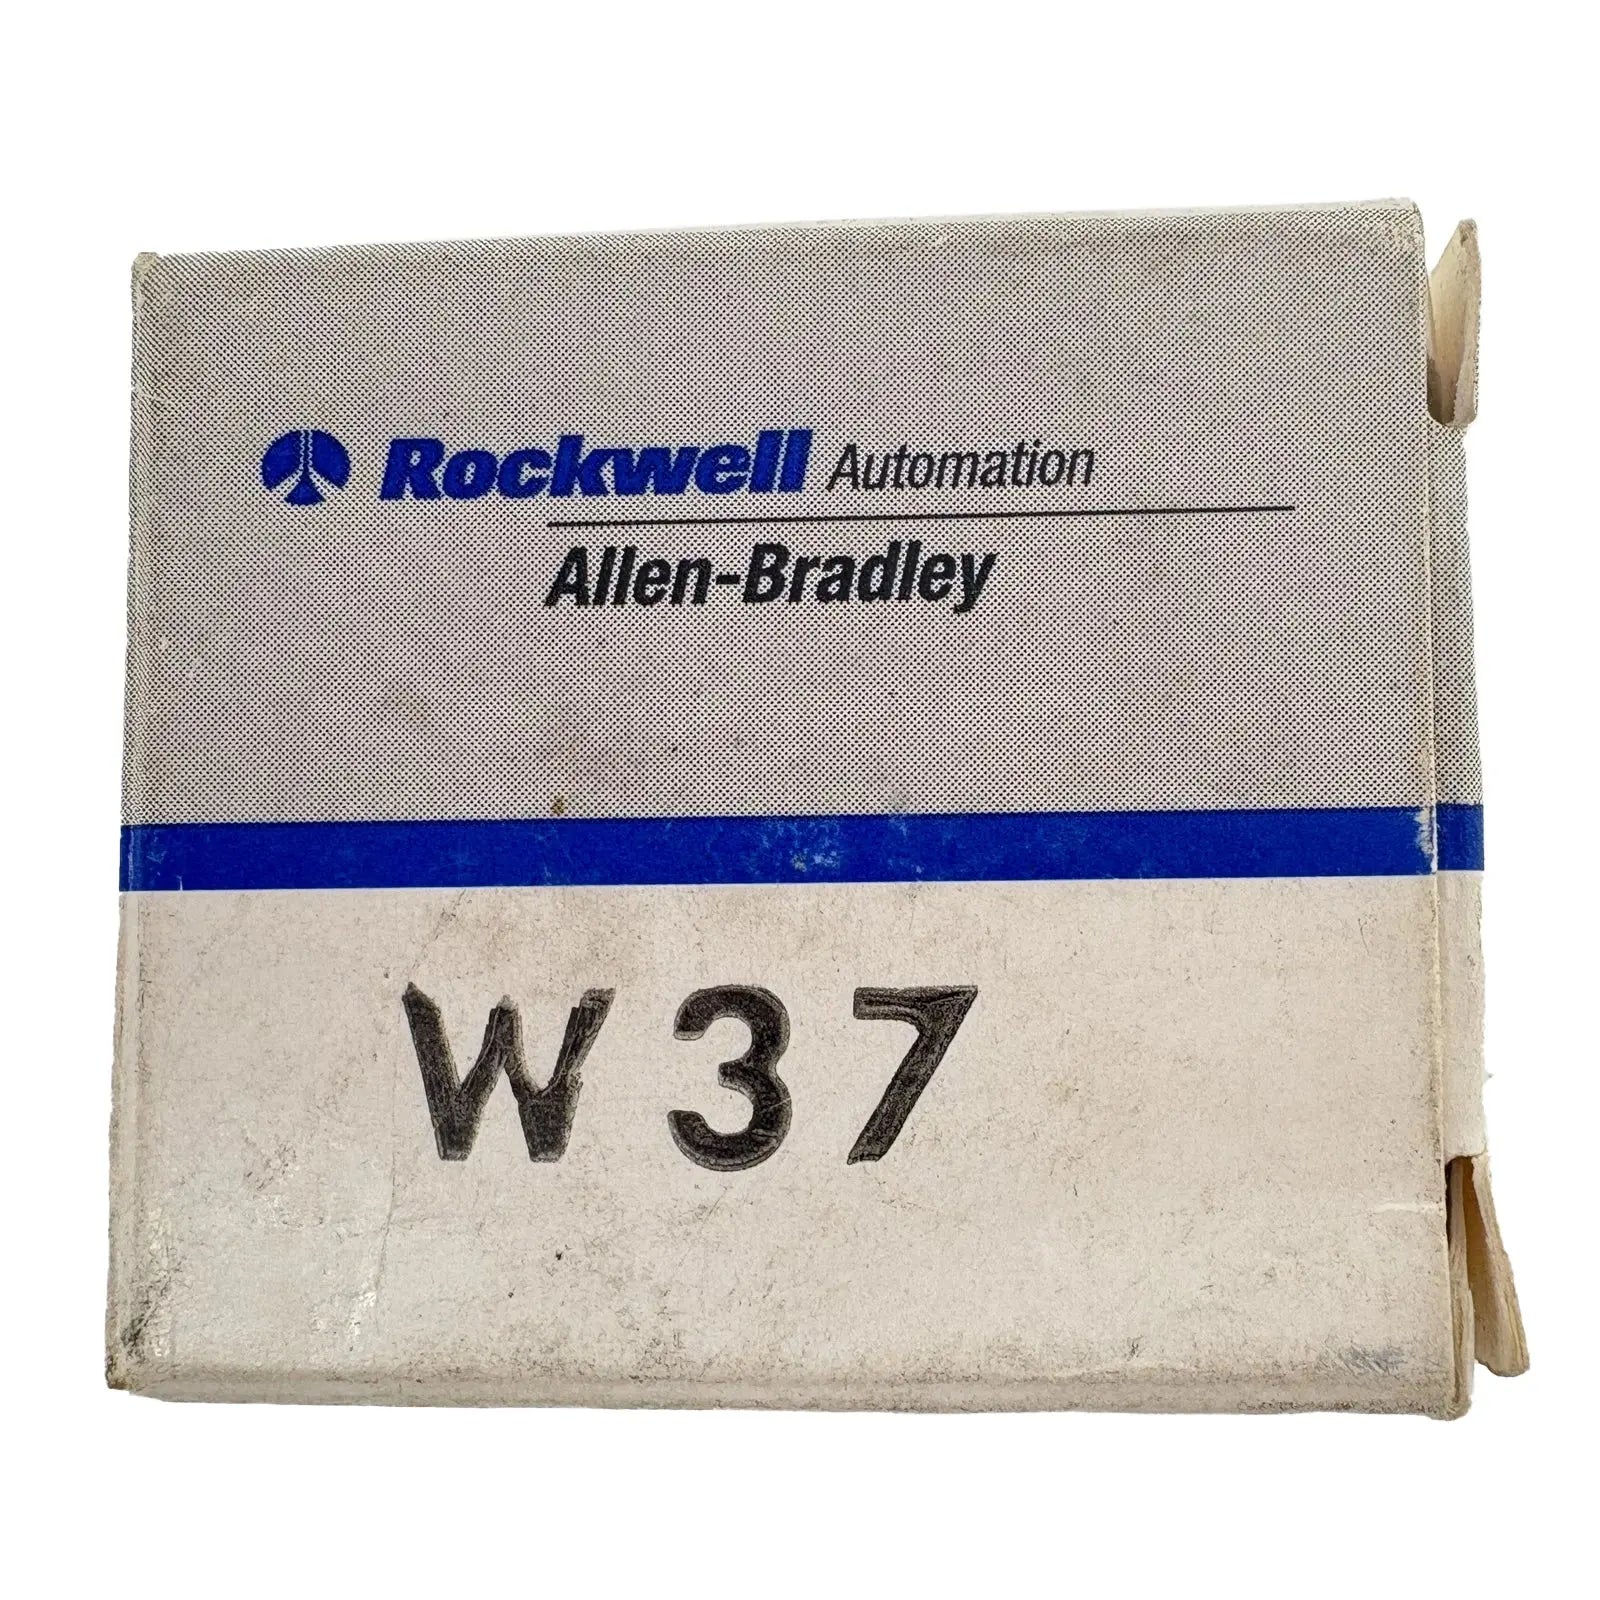 Rockwell Automation
Allen-Bradley
W37